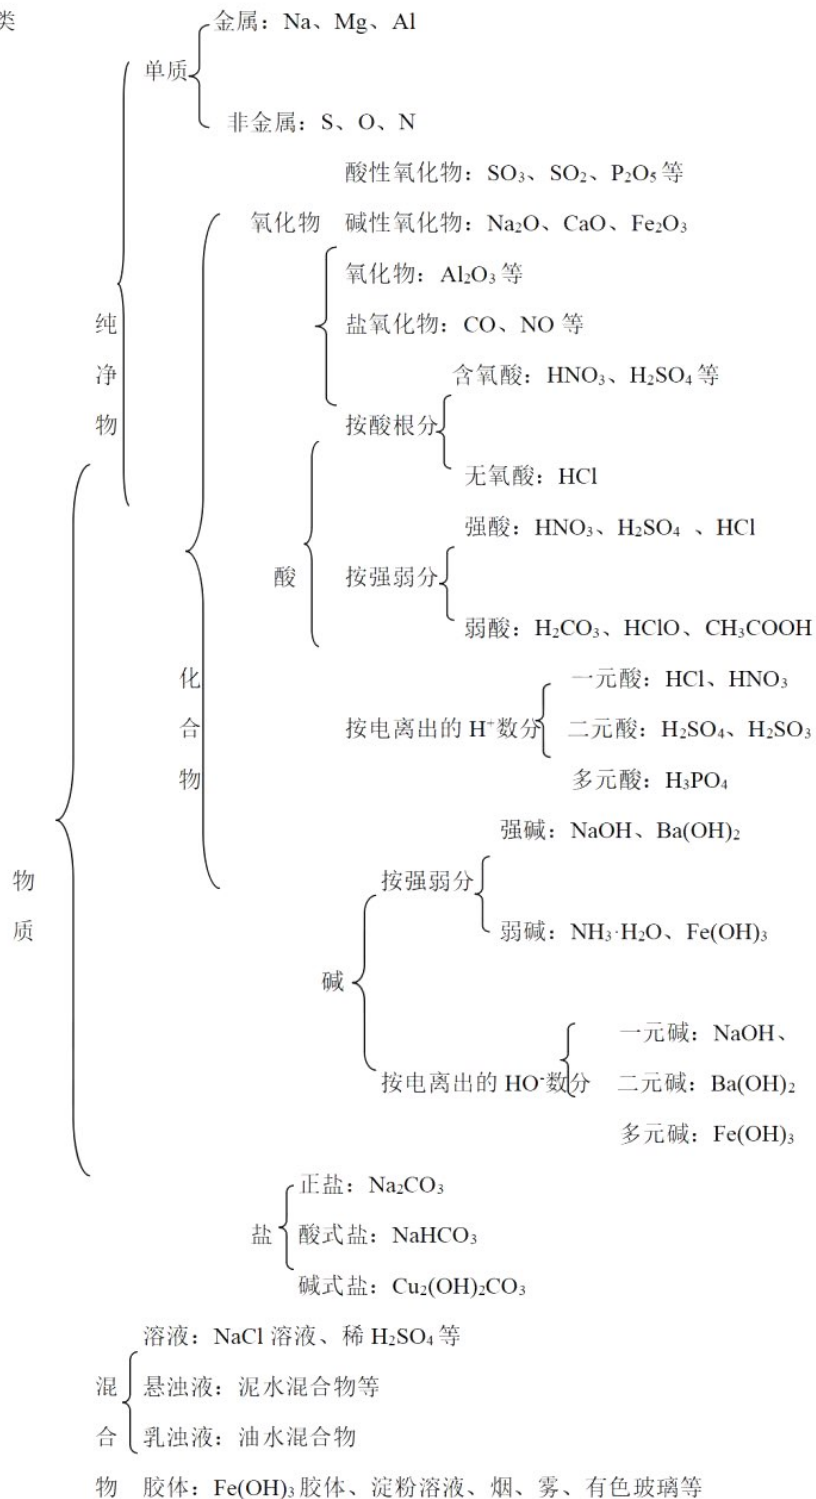 类
金属：Na、Mg、Al
单质
非金属：S、O、N
酸性氧化物：SO₃、SO₂、P₂O₅等
氧化物 碱性氧化物：Na₂O、CaO、Fe₂O₃
氧化物：Al₂O₃等
纯 盐氧化物：CO、NO 等
净 含氧酸：HNO₃、H₂SO₄等
物 按酸根分
无氧酸：HCl
强酸：HNO₃、H₂SO₄ 、HCl
酸 按强弱分
弱酸：H₂CO₃、HClO、CH₃COOH
化 一元酸：HCl、HNO₃
合 按电离出的 H⁺数分 二元酸：H₂SO₄、H₂SO₃
物 多元酸：H₃PO₄
强碱：NaOH、Ba(OH)₂
物 按强弱分
质 弱碱：NH₃·H₂O、Fe(OH)₃
碱
一元碱：NaOH、
按电离出的 HO⁻数分 二元碱：Ba(OH)₂
多元碱：Fe(OH)₃
正盐：Na₂CO₃
盐 酸式盐：NaHCO₃
碱式盐：Cu₂(OH)₂CO₃
溶液：NaCl 溶液、稀 H₂SO₄等
混 悬浊液：泥水混合物等
合 乳浊液：油水混合物
物 胶体：Fe(OH)₃胶体、淀粉溶液、烟、雾、有色玻璃等